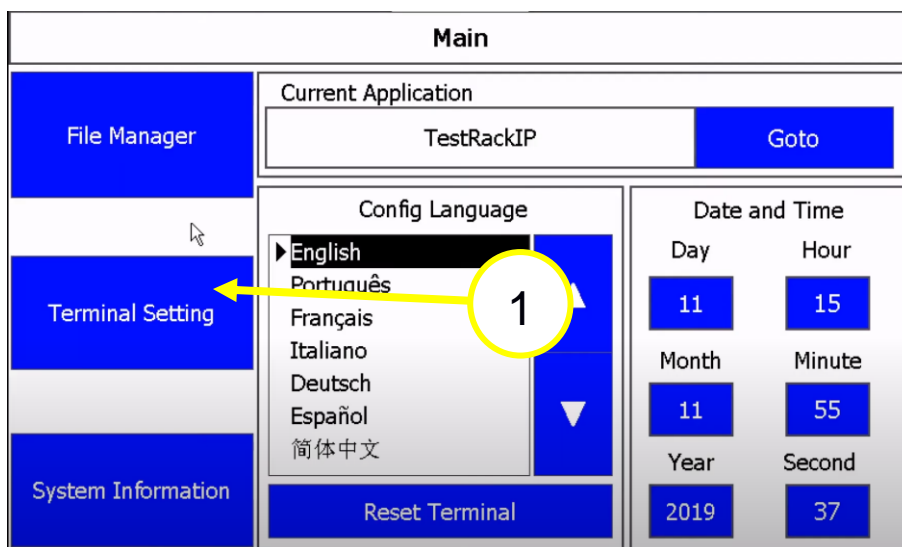 Main
File Manager
Current Application
TestRackIP
Goto
Terminal Setting
System Information
Config Language
English
Português
Français
Italiano
Deutsch
Español
简体中文
Reset Terminal
1
Date and Time
Day Hour
11 15
Month Minute
11 55
Year Second
2019 37